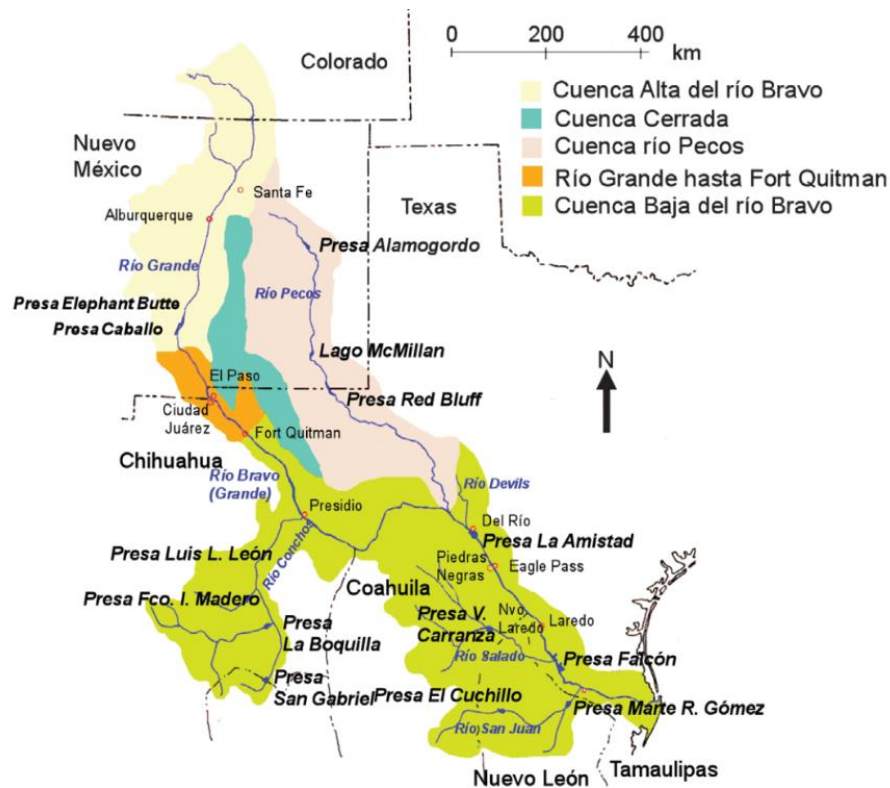 0 200 400
km
Colorado
Cuenca Alta del río Bravo
Cuenca Cerrada
Cuenca río Pecos
Río Grande hasta Fort Quitman
Cuenca Baja del río Bravo
Nuevo
México
Santa Fe
Texas
Alburquerque
Presa Alamogordo
Río Grande
Río Pecos
Presa Elephant Butte
Presa Caballo
Lago McMillan
N
El Paso
Presa Red Bluff
Ciudad
Juárez
Fort Quitman
Chihuahua
Río Bravo
(Grande)
Río Devils
Presidio
Del Río
Presa La Amistad
Presa Luis L. León
Río Conchos
Piedras
Negras
Eagle Pass
Coahuila
Presa Fco. I. Madero
Presa V.
Carranza
Nvo.
Laredo
Laredo
Presa
La Boquilla
Río Salado
Presa Falcón
Presa
San Gabriel
Presa El Cuchillo
Presa Marte R. Gómez
Río San Juan
Nuevo León
Tamaulipas